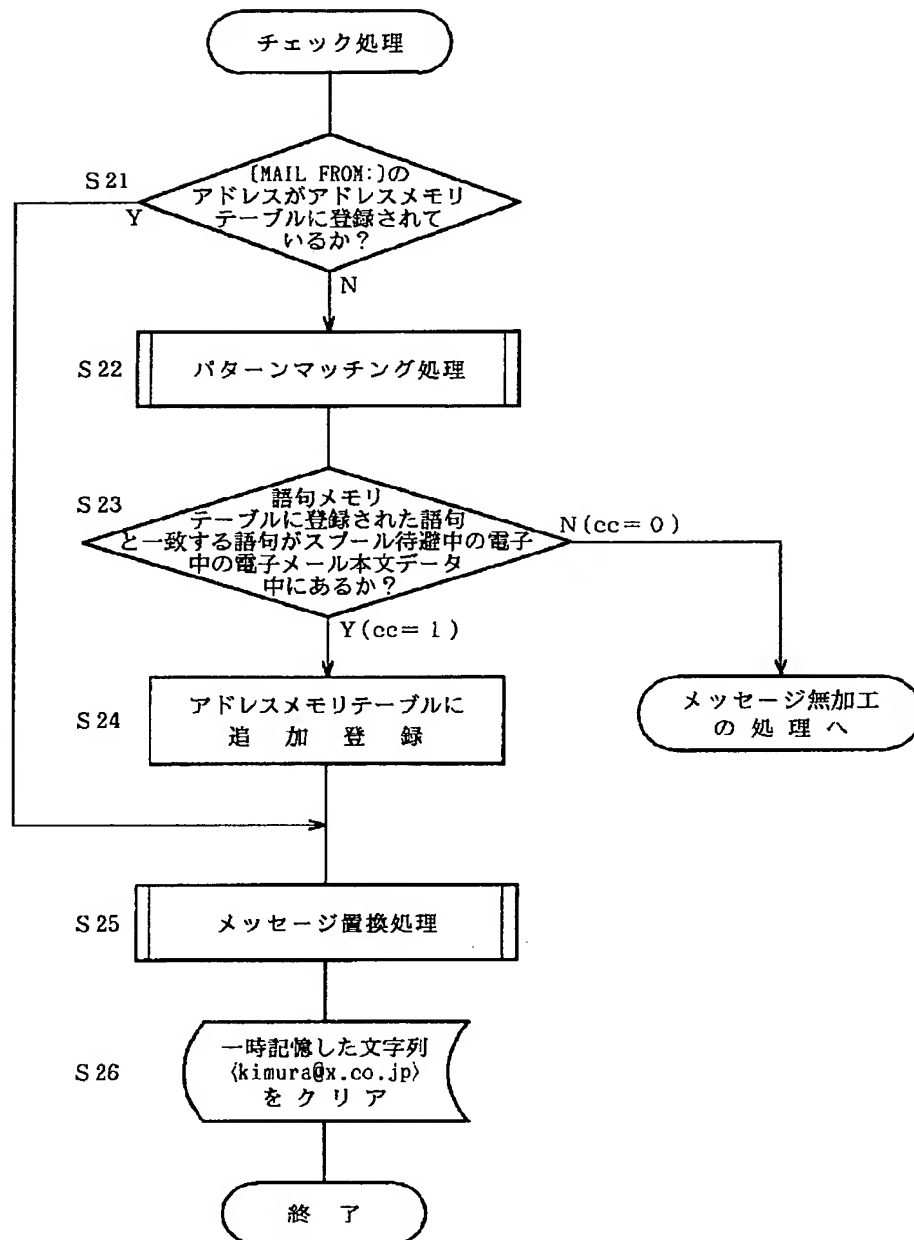 チェック処理
S21
〔MAIL FROM:〕の
アドレスがアドレスメモリ
テーブルに登録されて
いるか？
Y
N
S22
パターンマッチング処理
S23
語句メモリ
テーブルに登録された語句
と一致する語句がスプール待避中の電子
中の電子メール本文データ
中にあるか？
N(cc=0)
Y(cc=1)
S24
アドレスメモリテーブルに
追加登録
メッセージ無加工
の処理へ
S25
メッセージ置換処理
S26
一時記憶した文字列
〈kimura@x.co.jp〉
をクリア
終了